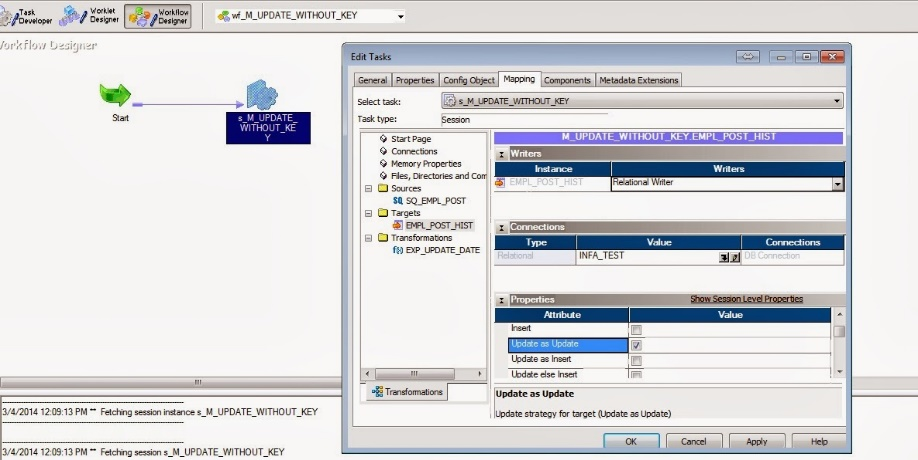 Task Developer
Worklet Designer
Workflow Designer
wf_M_UPDATE_WITHOUT_KEY
Workflow Designer
Start
s_M_UPDATE_
WITHOUT_KE
Y
Edit Tasks
General
Properties
Config Object
Mapping
Components
Metadata Extensions
Select task:
s_M_UPDATE_WITHOUT_KEY
Task type:
Session
Start Page
Connections
Memory Properties
Files, Directories and Com
Sources
SQ_EMPL_POST
Targets
EMPL_POST_HIST
Transformations
EXP_UPDATE_DATE
Transformations
M_UPDATE_WITHOUT_KEY.EMPL_POST_HIST
Writers
Instance Writers
EMPL_POST_HIST Relational Writer
Connections
Type Value Connections
Relational INFA_TEST DB Connection
Properties Show Session Level Properties
Attribute Value
Insert
Update as Update
Update as Insert
Update else Insert
Update as Update
Update strategy for target (Update as Update)
OK
Cancel
Apply
Help
3/4/2014 12:09:13 PM ** Fetching session instance s_M_UPDATE_WITHOUT_KEY
3/4/2014 12:09:13 PM ** Fetching session s_M_UPDATE_WITHOUT_KEY